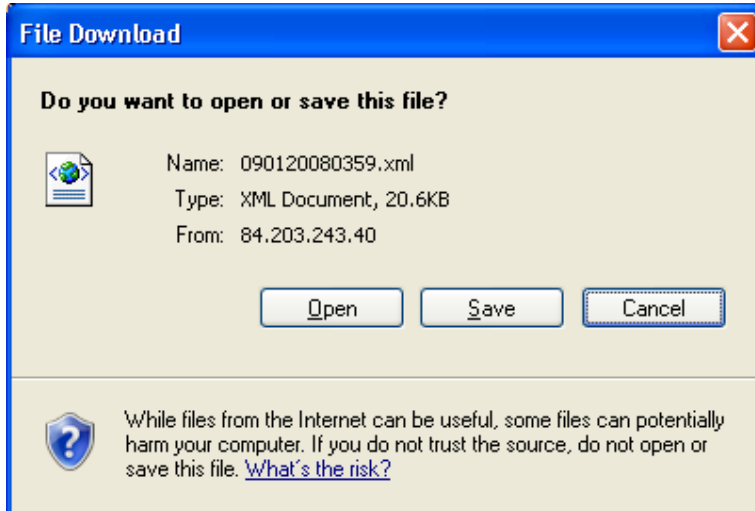 File Download
Do you want to open or save this file?
Name: 090120080359.xml
Type: XML Document, 20.6KB
From: 84.203.243.40
Open Save Cancel
While files from the Internet can be useful, some files can potentially
harm your computer. If you do not trust the source, do not open or
save this file. What´s the risk?